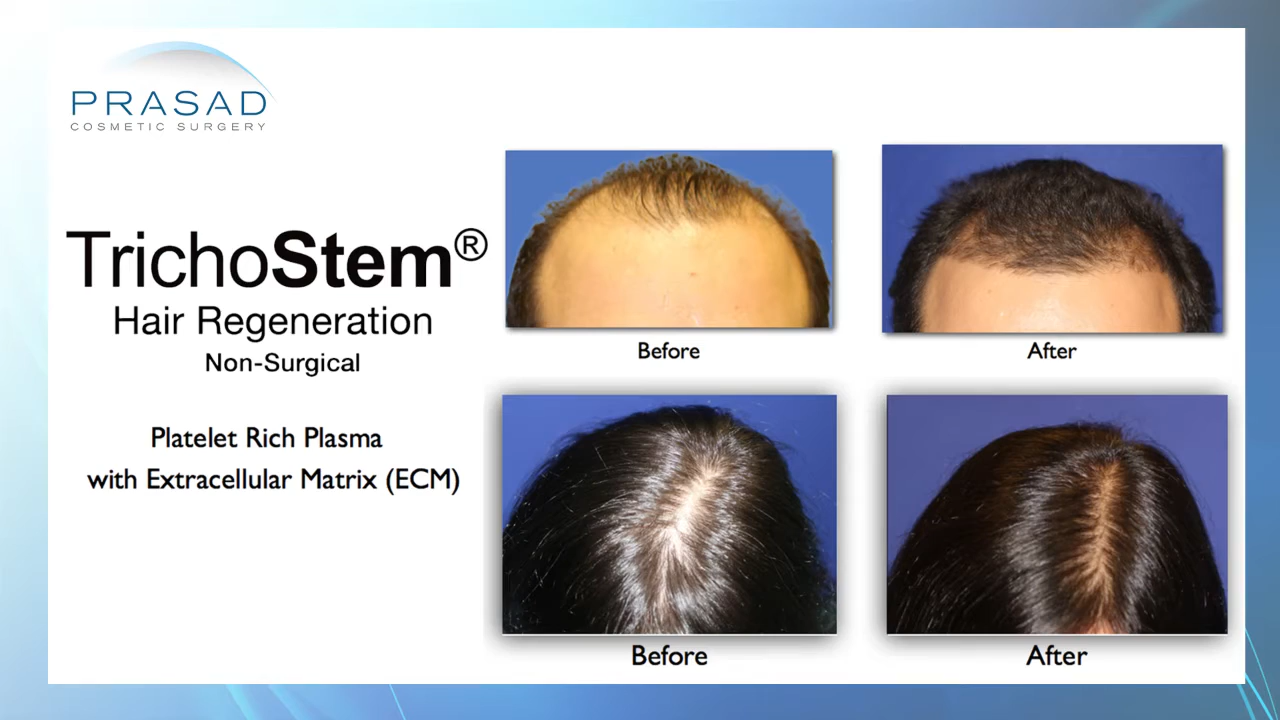 PRASAD
COSMETIC SURGERY
TrichoStem®
Hair Regeneration
Non-Surgical
Platelet Rich Plasma
with Extracellular Matrix (ECM)
Before
After
Before
After